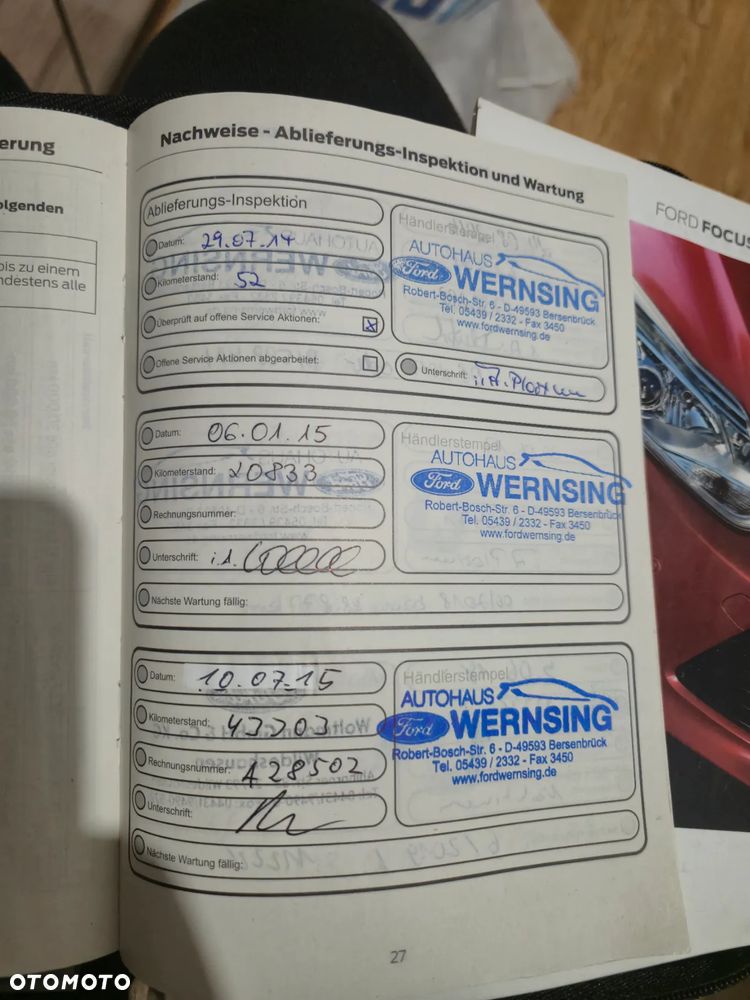 erung
olgenden
bis zu einem
ndestens alle
Nachweise - Ablieferungs-Inspektion und Wartung
Ablieferungs-Inspektion
Datum: 29.07.14
Kilometerstand: 52
Überprüft auf offene Service Aktionen:
Offene Service Aktionen abgearbeitet:
Händlerstempel
AUTOHAUS
Ford WERNSING
Robert-Bosch-Str. 6 - D-49593 Bersenbrück
Tel. 05439 / 2332 - Fax 3450
www.fordwernsing.de
Unterschrift: i.A.
Datum: 06.01.15
Kilometerstand: 20833
Rechnungsnummer:
Unterschrift: i.A.
Nächste Wartung fällig:
Händlerstempel
AUTOHAUS
Ford WERNSING
Robert-Bosch-Str. 6 - D-49593 Bersenbrück
Tel. 05439 / 2332 - Fax 3450
www.fordwernsing.de
Datum: 10.07.15
Kilometerstand: 43203
Rechnungsnummer: A28502
Unterschrift:
Nächste Wartung fällig:
Händlerstempel
AUTOHAUS
Ford WERNSING
Robert-Bosch-Str. 6 - D-49593 Bersenbrück
Tel. 05439 / 2332 - Fax 3450
www.fordwernsing.de
27
FORD FOCUS
OTOMOTO